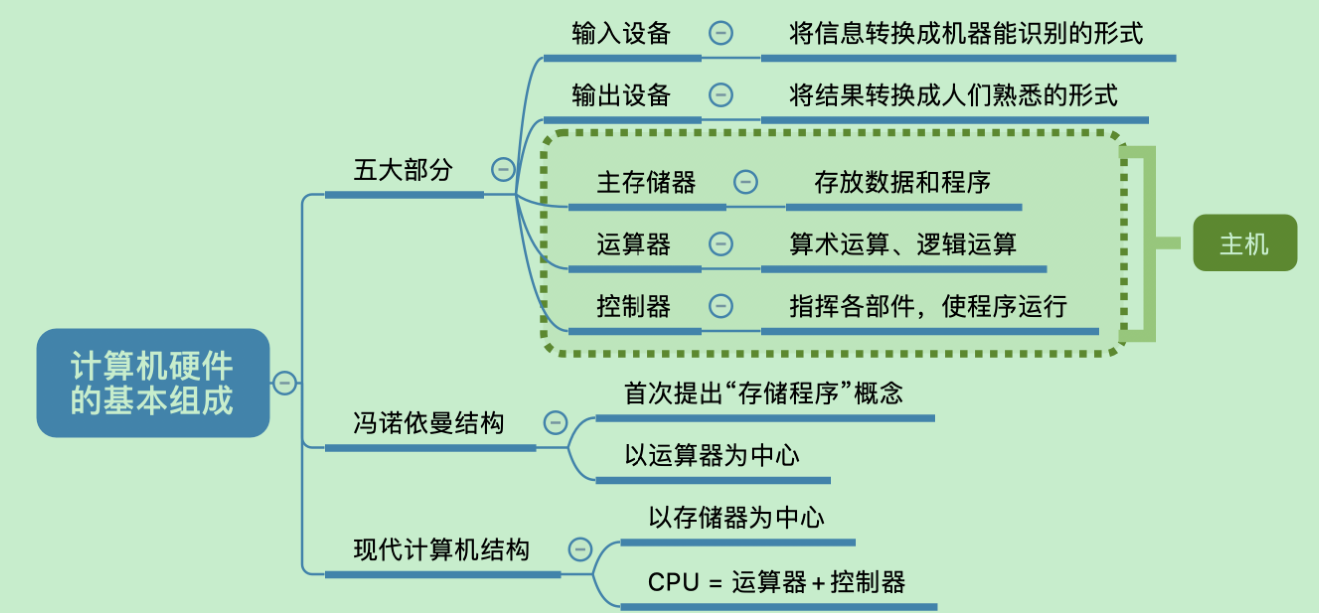 输入设备
将信息转换成机器能识别的形式
输出设备
将结果转换成人们熟悉的形式
五大部分
主存储器
存放数据和程序
运算器
算术运算、逻辑运算
主机
控制器
指挥各部件，使程序运行
计算机硬件
的基本组成
首次提出“存储程序”概念
冯诺依曼结构
以运算器为中心
以存储器为中心
现代计算机结构
CPU = 运算器+控制器